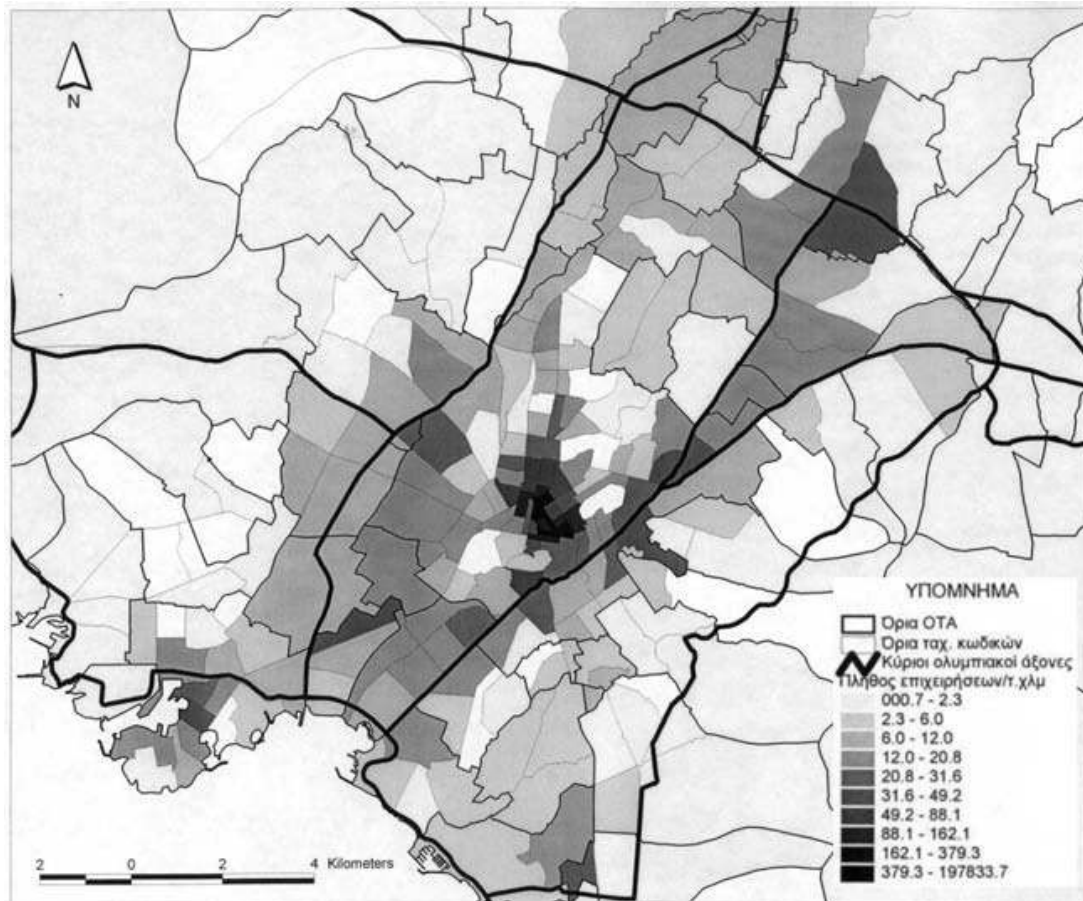 N
ΥΠΟΜΝΗΜΑ
Όρια ΟΤΑ
Όρια ταχ. κωδικών
Κύριοι ολυμπιακοί άξονες
Πλήθος επιχειρήσεων/τ.χλμ
000.7 - 2.3
2.3 - 6.0
6.0 - 12.0
12.0 - 20.8
20.8 - 31.6
31.6 - 49.2
49.2 - 88.1
88.1 - 162.1
162.1 - 379.3
379.3 - 197833.7
2 0 2 4 Kilometers